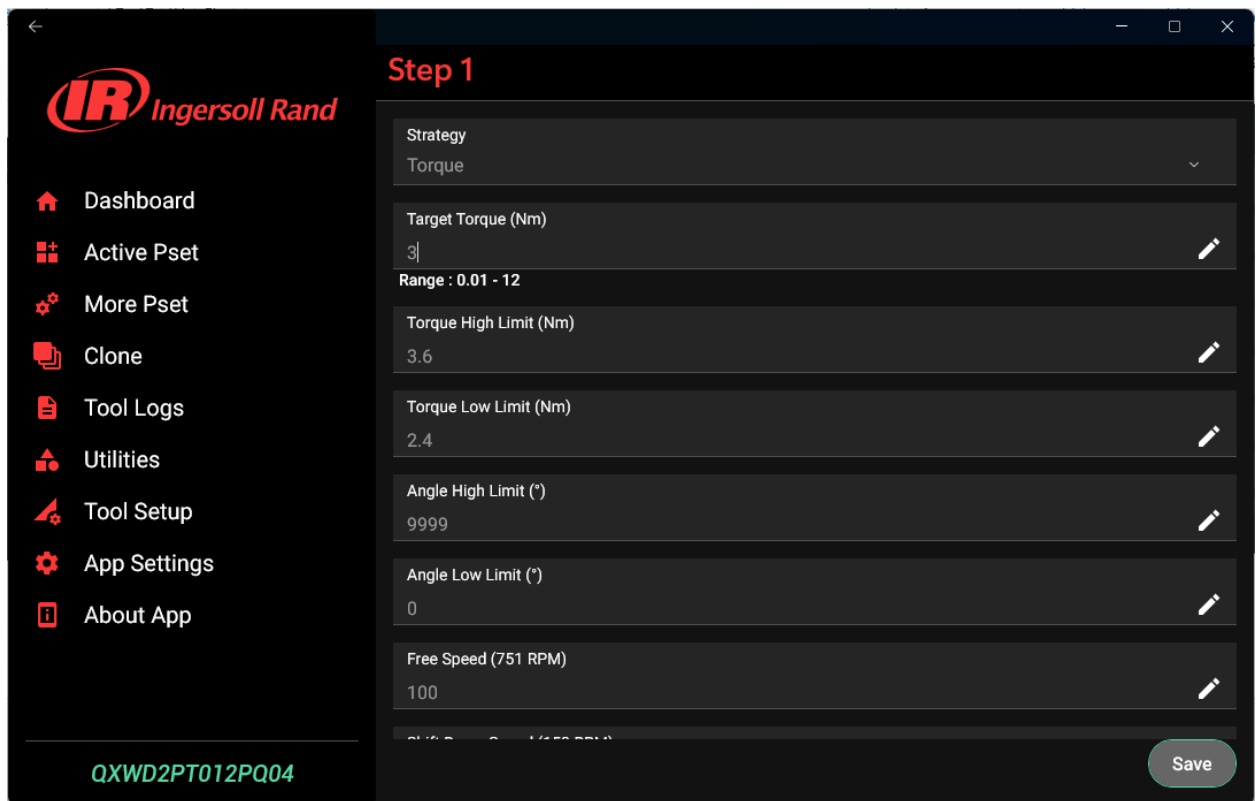 IR Ingersoll Rand
Dashboard
Active Pset
More Pset
Clone
Tool Logs
Utilities
Tool Setup
App Settings
About App
QXWD2PT012PQ04
Step 1
Strategy
Torque
Target Torque (Nm)
3
Range : 0.01 - 12
Torque High Limit (Nm)
3.6
Torque Low Limit (Nm)
2.4
Angle High Limit (°)
9999
Angle Low Limit (°)
0
Free Speed (751 RPM)
100
Save